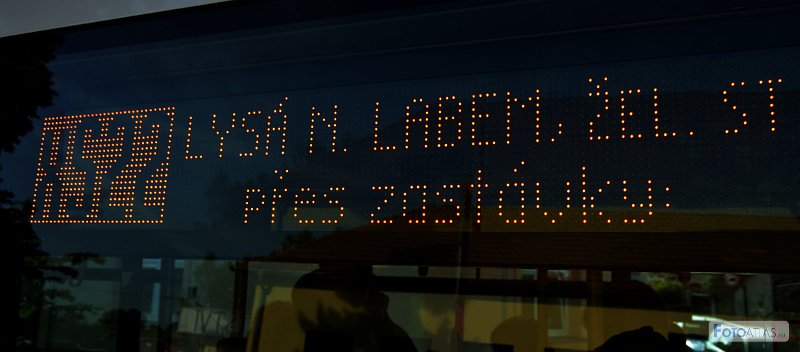 LYSÁ N. LABEM, ŽEL. ST
přes zastávky:
FOTOATLAS